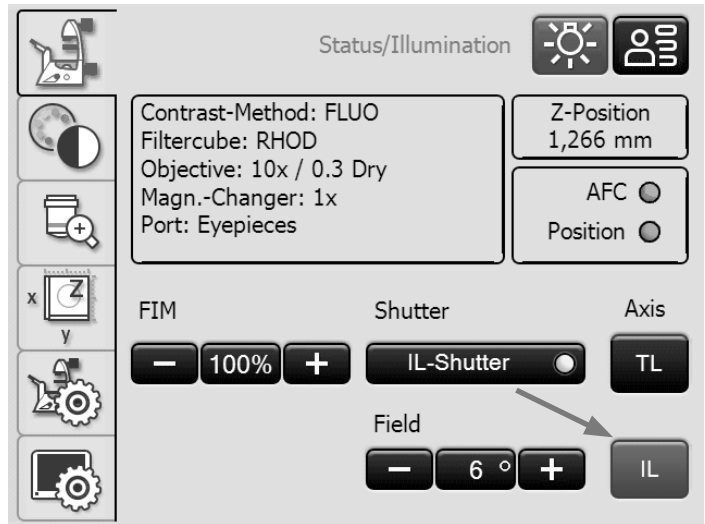 Status/Illumination
Contrast-Method: FLUO
Filtercube: RHOD
Objective: 10x / 0.3 Dry
Magn.-Changer: 1x
Port: Eyepieces
Z-Position
1,266 mm
AFC
Position
x
Z
y
FIM
Shutter
Axis
100%
IL-Shutter
TL
Field
6
IL